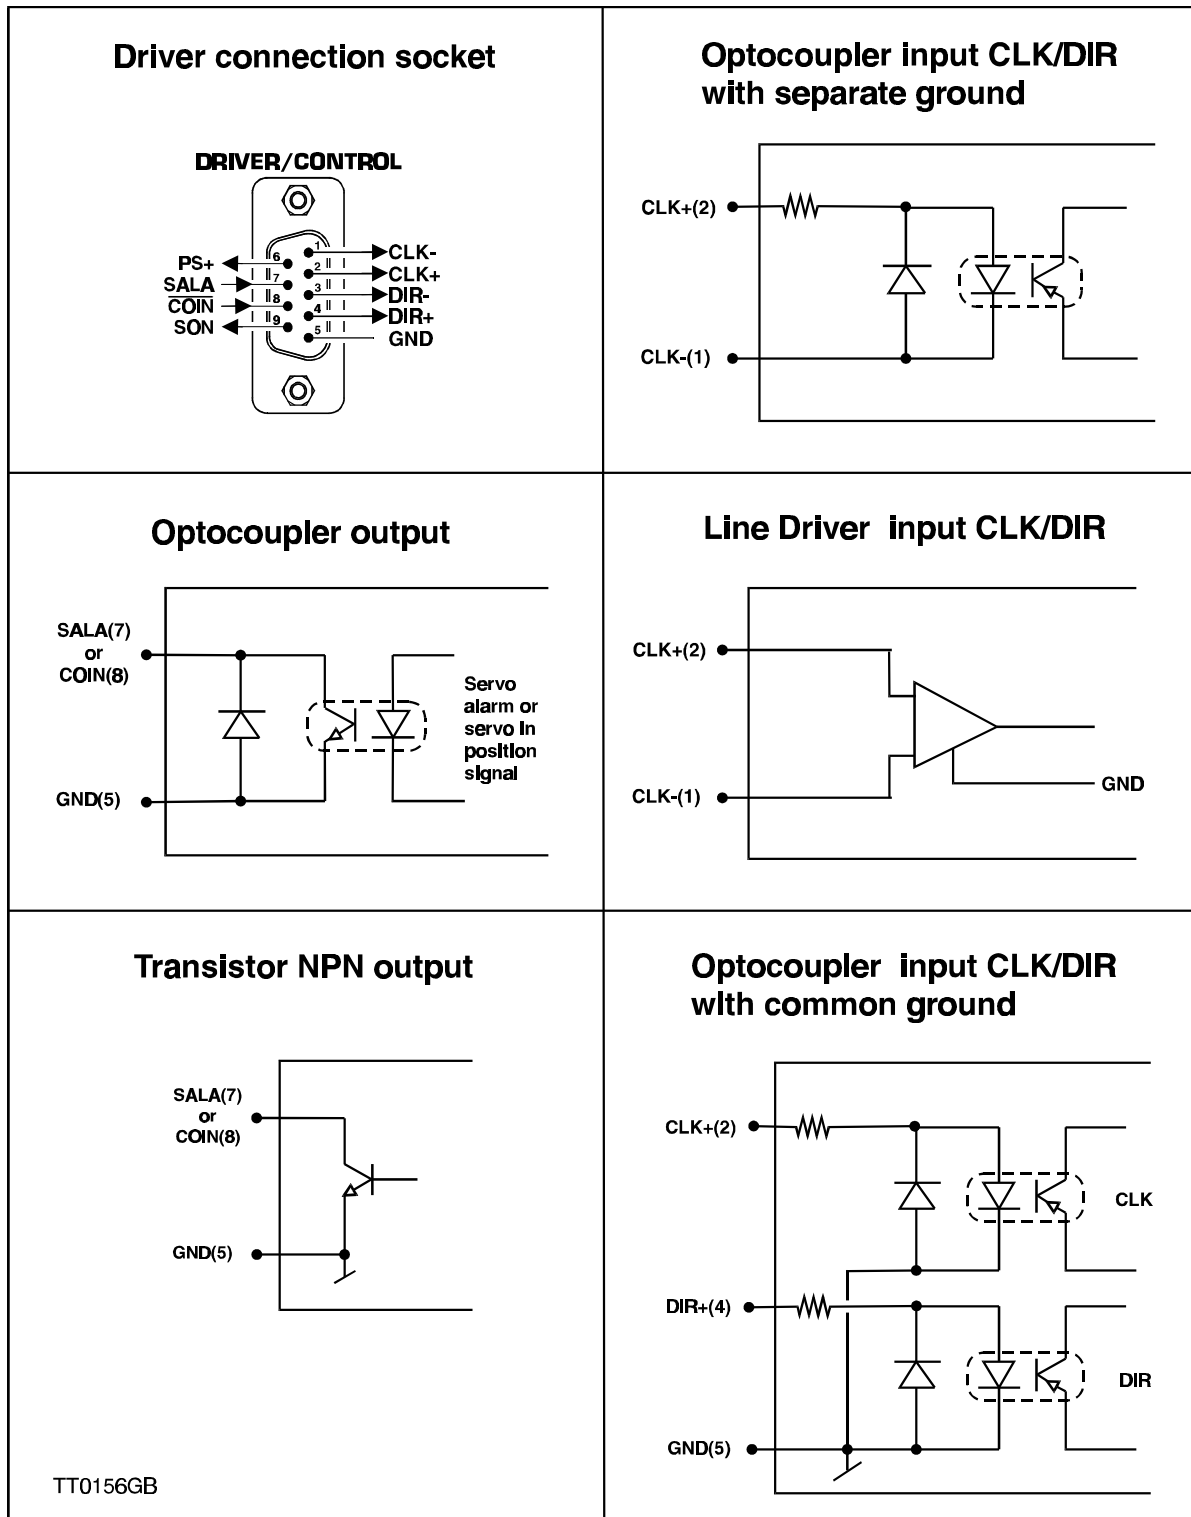 Driver connection socket
DRIVER/CONTROL
PS+
SALA
COIN
SON
6
7
8
9
1
2
3
4
5
CLK-
CLK+
DIR-
DIR+
GND
Optocoupler input CLK/DIR
with separate ground
CLK+(2)
CLK-(1)
Optocoupler output
SALA(7)
or
COIN(8)
GND(5)
Servo
alarm or
servo in
position
signal
Line Driver input CLK/DIR
CLK+(2)
CLK-(1)
GND
Transistor NPN output
SALA(7)
or
COIN(8)
GND(5)
TT0156GB
Optocoupler input CLK/DIR
with common ground
CLK+(2)
CLK
DIR+(4)
DIR
GND(5)